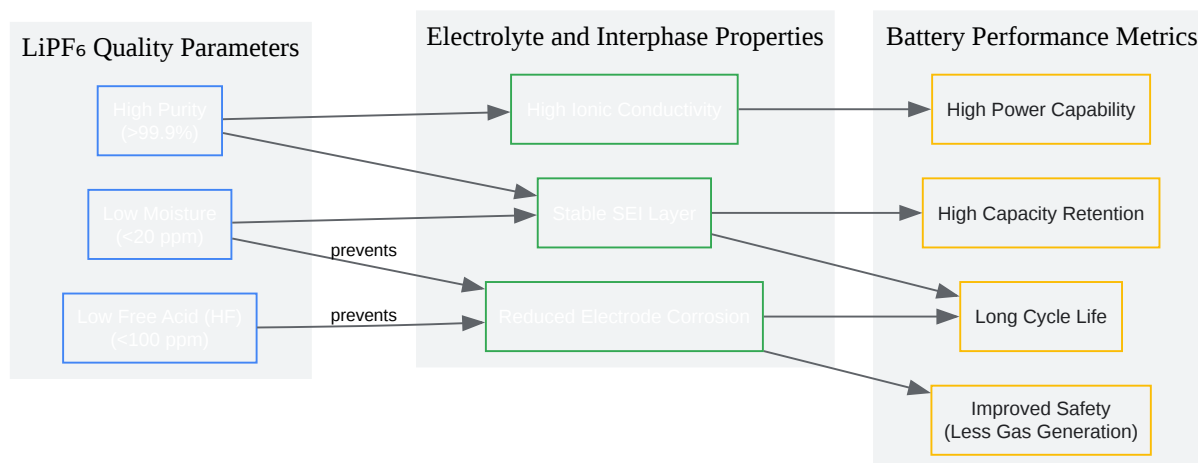 LiPF₆ Quality Parameters
High Purity
(>99.9%)
Low Moisture
(<20 ppm)
Low Free Acid (HF)
(<100 ppm)
prevents
prevents
Electrolyte and Interphase Properties
High Ionic Conductivity
Stable SEI Layer
Reduced Electrode Corrosion
Battery Performance Metrics
High Power Capability
High Capacity Retention
Long Cycle Life
Improved Safety
(Less Gas Generation)